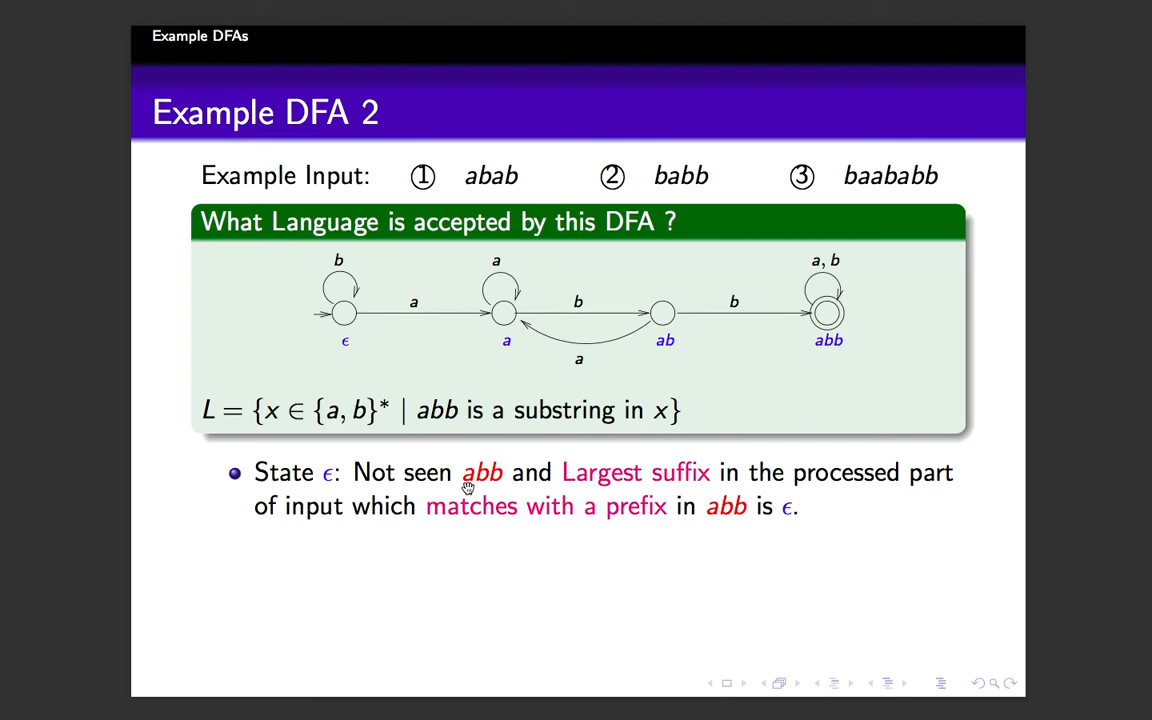 Example DFAs
Example DFA 2
Example Input: ① abab ② babb ③ baababb
What Language is accepted by this DFA ?
b a a, b
a b b
ϵ a ab abb
a
L = {x ∈ {a, b}* | abb is a substring in x}
State ϵ: Not seen abb and Largest suffix in the processed part
of input which matches with a prefix in abb is ϵ.